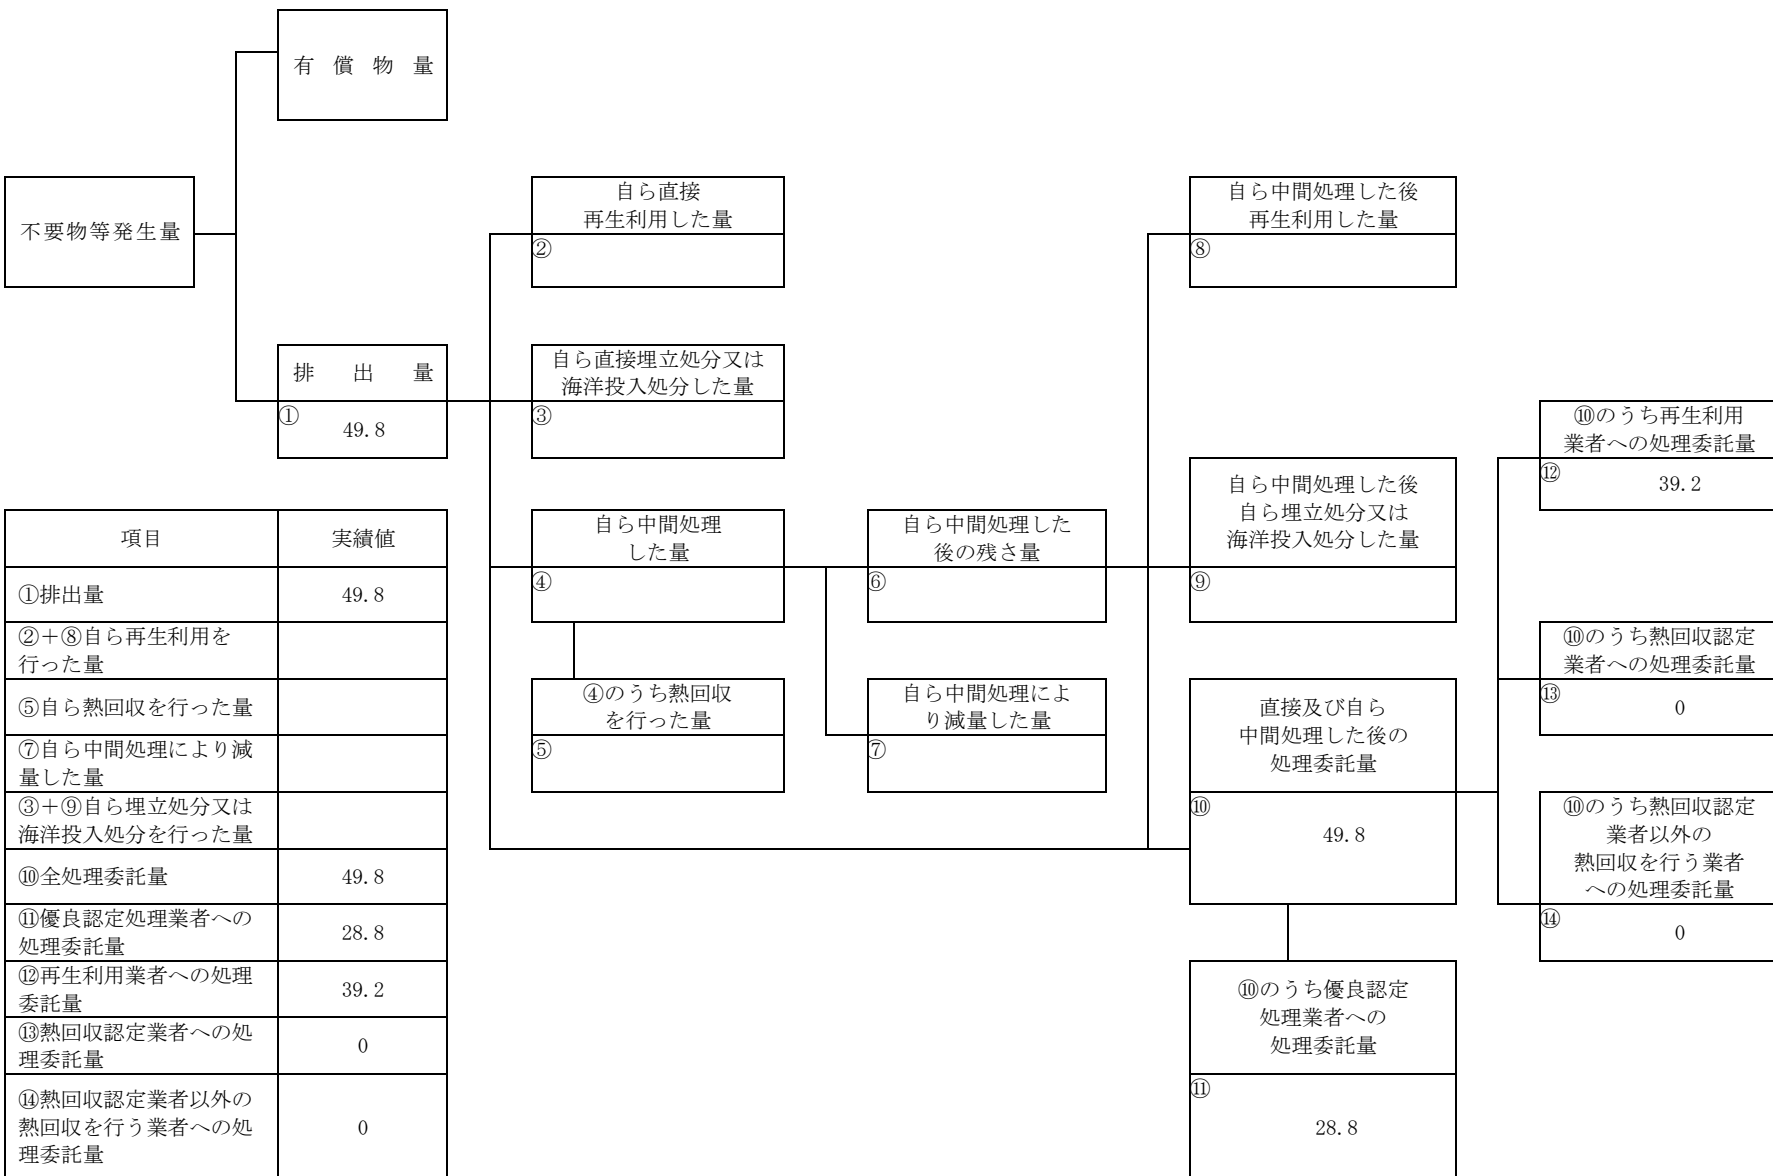 有償物量
不要物等発生量
自ら直接
再生利用した量
②
自ら中間処理した後
再生利用した量
⑧
排出量
①
49.8
自ら直接埋立処分又は
海洋投入処分した量
③
⑩のうち再生利用
業者への処理委託量
⑫
39.2
自ら中間処理した後
自ら埋立処分又は
海洋投入処分した量
⑨
自ら中間処理
した量
④
自ら中間処理した
後の残さ量
⑥
⑩のうち熱回収認定
業者への処理委託量
⑬
0
④のうち熱回収
を行った量
⑤
自ら中間処理によ
り減量した量
⑦
直接及び自ら
中間処理した後の
処理委託量
⑩
49.8
⑩のうち熱回収認定
業者以外の
熱回収を行う業者
への処理委託量
⑭
0
⑩のうち優良認定
処理業者への
処理委託量
⑪
28.8
項目
実績値
①排出量
49.8
②+⑧自ら再生利用を
行った量
⑤自ら熱回収を行った量
⑦自ら中間処理により減
量した量
③+⑨自ら埋立処分又は
海洋投入処分を行った量
⑩全処理委託量
49.8
⑪優良認定処理業者への
処理委託量
28.8
⑫再生利用業者への処理
委託量
39.2
⑬熱回収認定業者への処
理委託量
0
⑭熱回収認定業者以外の
熱回収を行う業者への処
理委託量
0